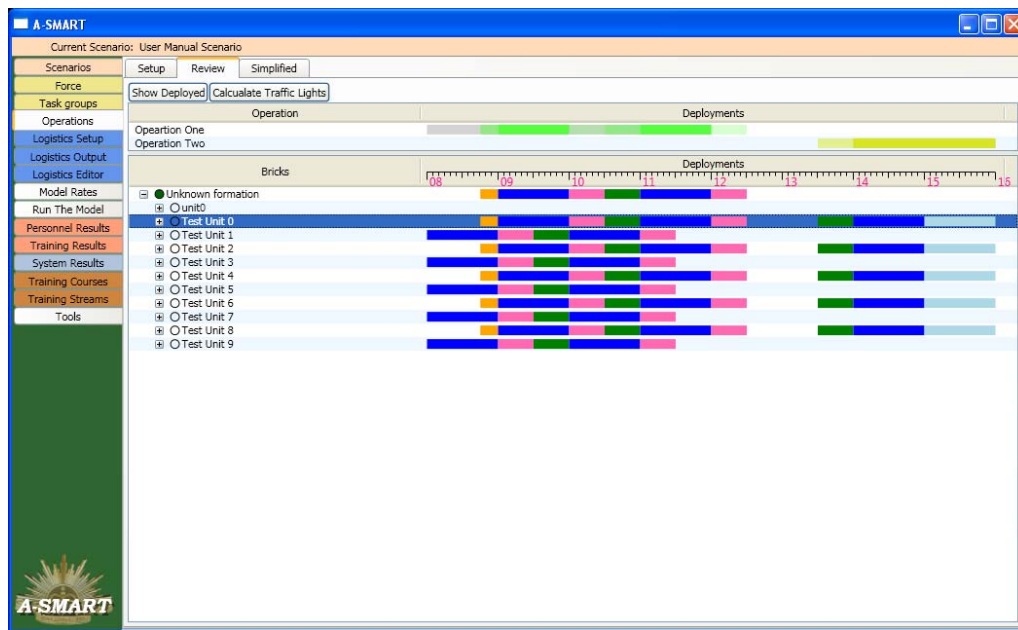 A-SMART
Current Scenario: User Manual Scenario
Scenarios
Force
Task groups
Operations
Logistics Setup
Logistics Output
Logistics Editor
Model Rates
Run The Model
Personnel Results
Training Results
System Results
Training Courses
Training Streams
Tools
A-SMART
Setup Review Simplified
Show Deployed Calcualate Traffic Lights
Operation Deployments
Opeartion One
Operation Two
Bricks Deployments
08 09 10 11 12 13 14 15 16
Unknown formation
unit0
Test Unit 0
Test Unit 1
Test Unit 2
Test Unit 3
Test Unit 4
Test Unit 5
Test Unit 6
Test Unit 7
Test Unit 8
Test Unit 9